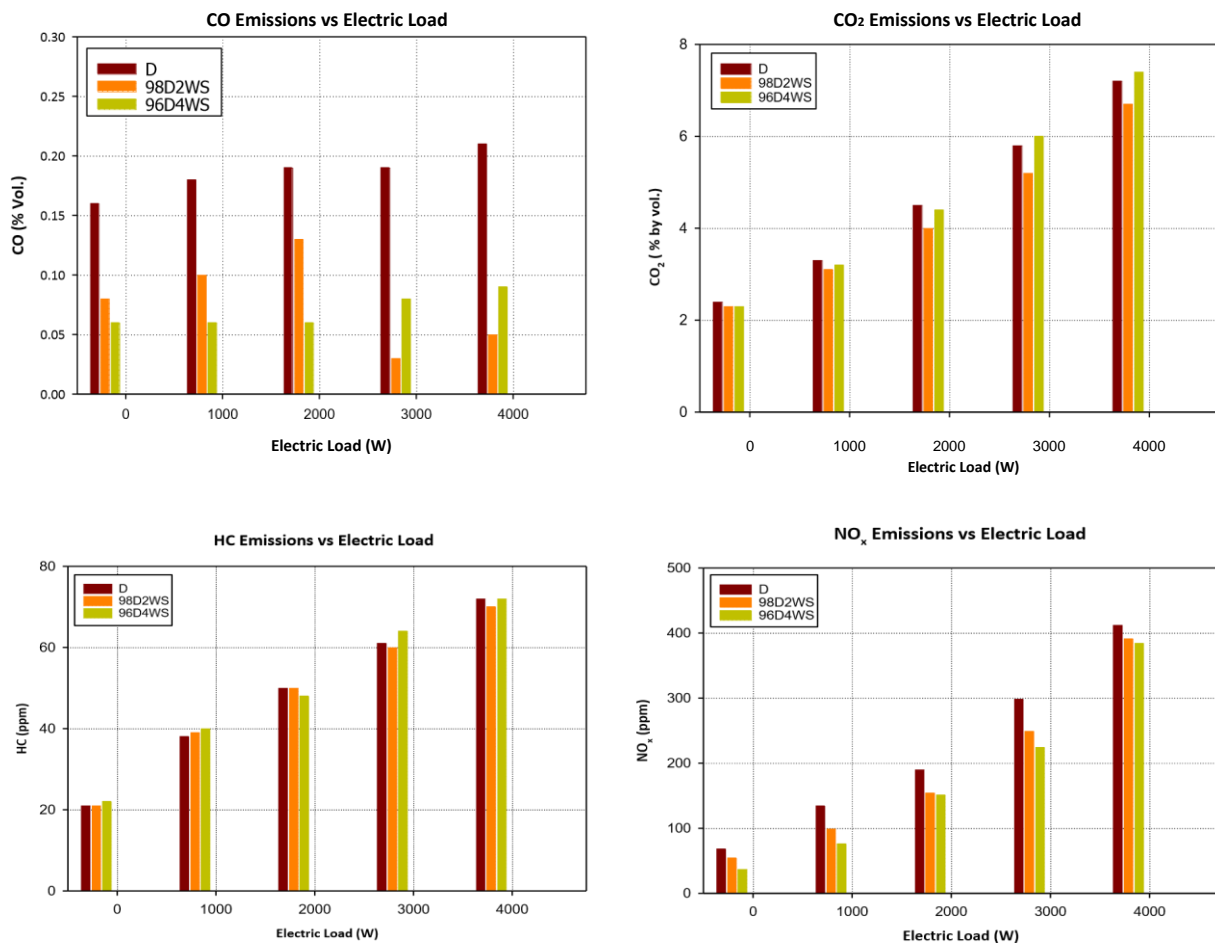 CO Emissions vs Electric Load
0.30
0.25
0.20
0.15
0.10
0.05
0.00
CO (% Vol.)
D
98D2WS
96D4WS
0 1000 2000 3000 4000
Electric Load (W)
CO₂ Emissions vs Electric Load
8
6
4
2
0
CO₂ ( % by vol.)
D
98D2WS
96D4WS
0 1000 2000 3000 4000
Electric Load (W)
HC Emissions vs Electric Load
80
60
40
20
0
HC (ppm)
D
98D2WS
96D4WS
0 1000 2000 3000 4000
Electric Load (W)
NOₓ Emissions vs Electric Load
500
400
300
200
100
0
NOₓ (ppm)
D
98D2WS
96D4WS
0 1000 2000 3000 4000
Electric Load (W)